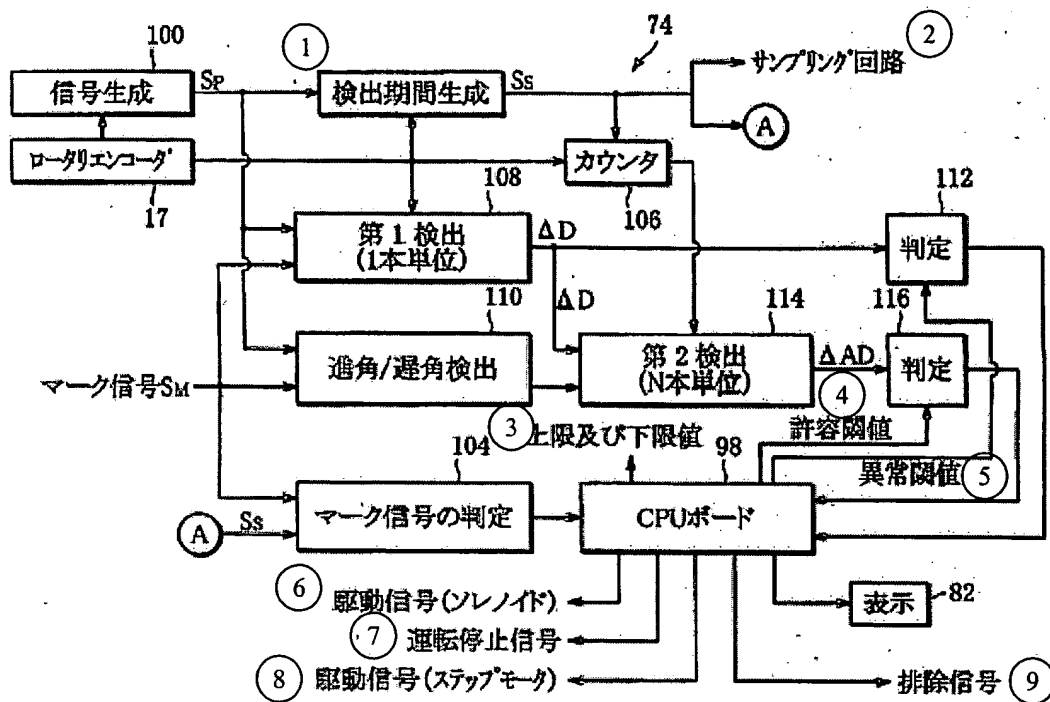 100
①
74
②
信号生成
SP
検出期間生成
SS
サンプリング回路
A
ロータリエンコーダ
カウンタ
17
108
106
112
第1検出
(1本単位)
ΔD
判定
110
ΔD
114
116
進角/遅角検出
第2検出
(N本単位)
ΔAD
判定
マーク信号SM
③
④
上限及び下限値
許容閾値
104
98
異常閾値
⑤
A
Ss
マーク信号の判定
CPUボード
⑥
駆動信号(ソレノイド)
表示
82
⑦
運転停止信号
⑧
駆動信号(ステップモータ)
排除信号
⑨